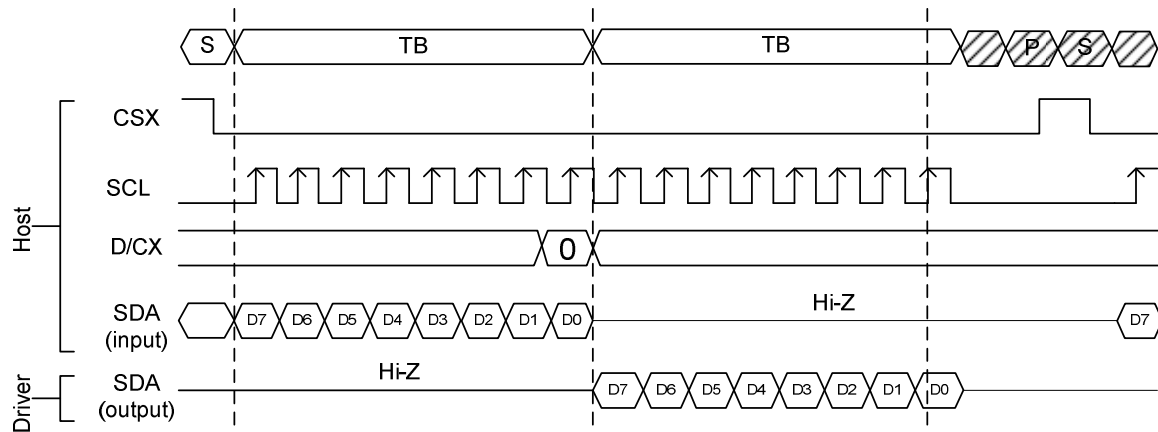 S TB TB P S
CSX
SCL
D/CX 0
Host
SDA
(input)
D7 D6 D5 D4 D3 D2 D1 D0 Hi-Z D7
Driver
SDA
(output)
Hi-Z D7 D6 D5 D4 D3 D2 D1 D0